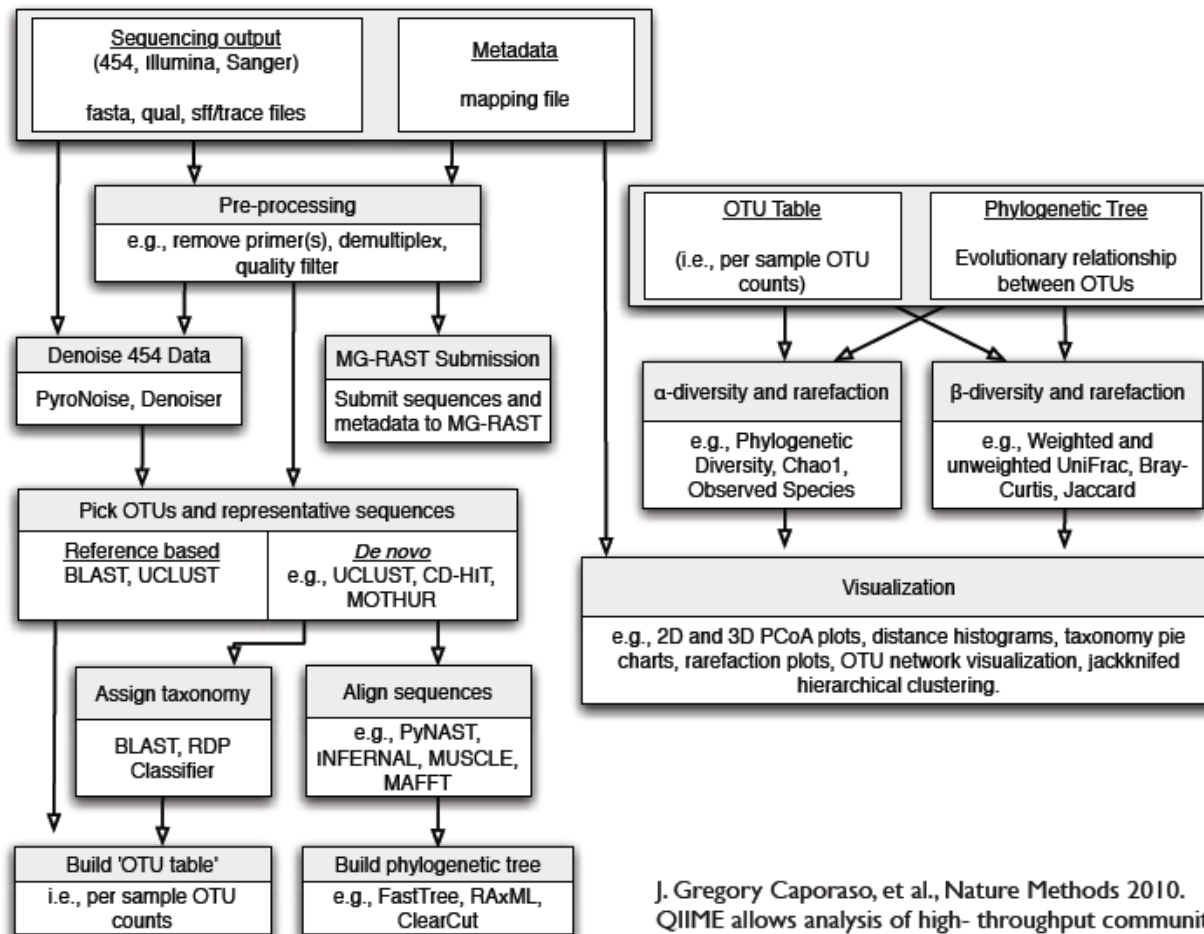 Sequencing output
(454, Illumina, Sanger)
fasta, qual, sff/trace files
Metadata
mapping file
Pre-processing
e.g., remove primer(s), demultiplex,
quality filter
Denoise 454 Data
PyroNoise, Denoiser
MG-RAST Submission
Submit sequences and
metadata to MG-RAST
Pick OTUs and representative sequences
Reference based
BLAST, UCLUST
De novo
e.g., UCLUST, CD-HIT,
MOTHUR
Assign taxonomy
BLAST, RDP
Classifier
Align sequences
e.g., PyNAST,
INFERNAL, MUSCLE,
MAFFT
Build 'OTU table'
i.e., per sample OTU
counts
Build phylogenetic tree
e.g., FastTree, RAxML,
ClearCut
OTU Table
(i.e., per sample OTU
counts)
Phylogenetic Tree
Evolutionary relationship
between OTUs
α-diversity and rarefaction
e.g., Phylogenetic
Diversity, Chao1,
Observed Species
β-diversity and rarefaction
e.g., Weighted and
unweighted UniFrac, Bray-
Curtis, Jaccard
Visualization
e.g., 2D and 3D PCoA plots, distance histograms, taxonomy pie
charts, rarefaction plots, OTU network visualization, jackknifed
hierarchical clustering.
J. Gregory Caporaso, et al., Nature Methods 2010.
QIIME allows analysis of high- throughput communit